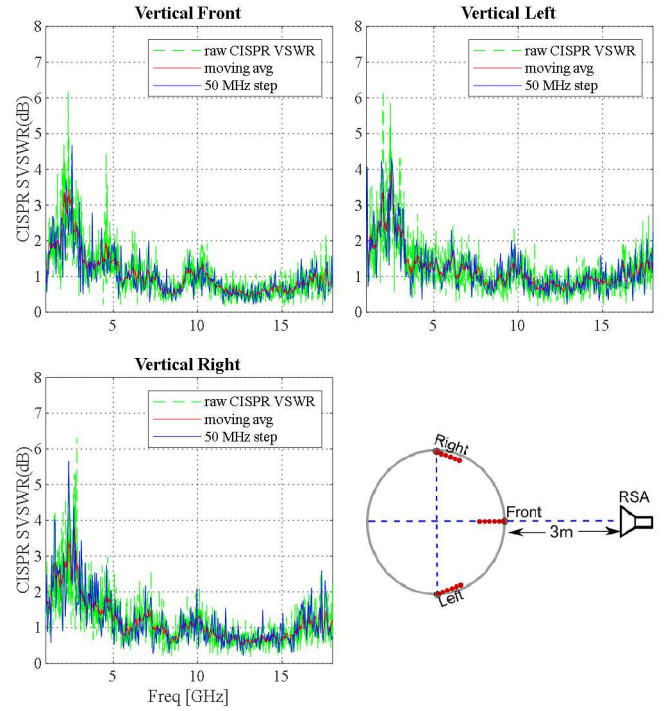 Vertical Front
CISPR SVSWR(dB)
8
7
6
5
4
3
2
1
0
raw CISPR VSWR
moving avg
50 MHz step
5
10
15
Vertical Left
8
7
6
5
4
3
2
1
0
raw CISPR VSWR
moving avg
50 MHz step
5
10
15
Vertical Right
CISPR SVSWR(dB)
8
7
6
5
4
3
2
1
0
raw CISPR VSWR
moving avg
50 MHz step
5
10
15
Freq [GHz]
Right
Front
Left
RSA
3m